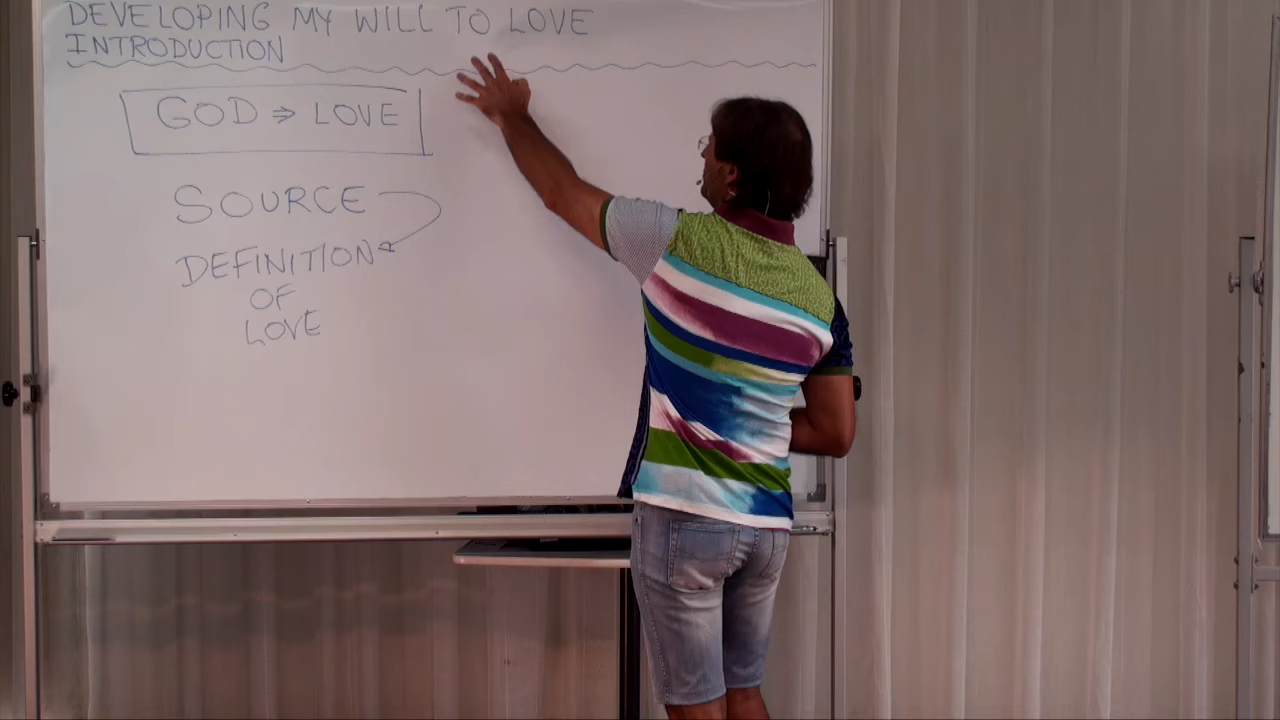 DEVELOPING MY WILL TO LOVE
INTRODUCTION
GOD ⇒ LOVE
SOURCE
DEFINITION
OF
LOVE